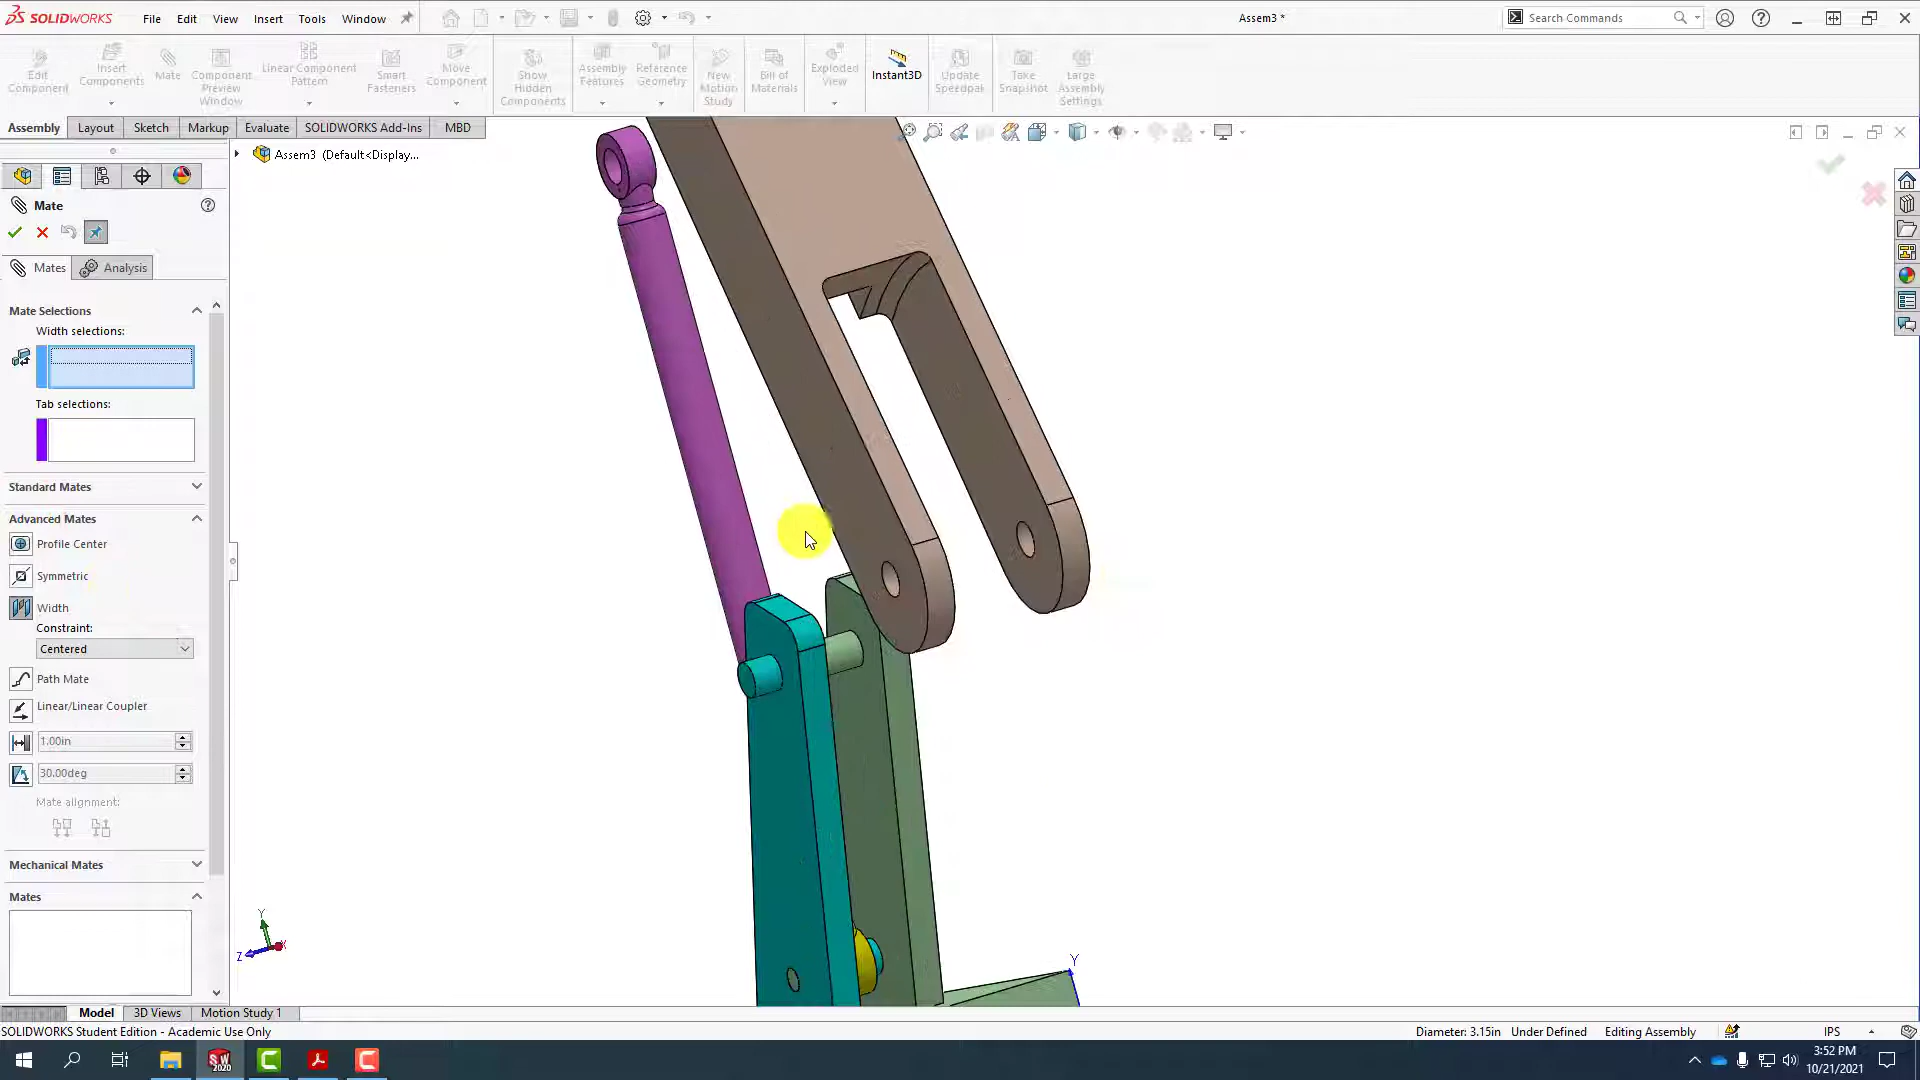 SOLIDWORKS File Edit View Insert Tools Window Assem3 * Search Commands
Edit Component
Insert Components
Mate
Component Preview Window
Linear Component Pattern
Smart Fasteners
Move Component
Show Hidden Components
Assembly Features
Reference Geometry
New Motion Study
Bill of Materials
Exploded View
Instant3D
Update Speedpak
Take Snapshot
Large Assembly Settings
Assembly Layout Sketch Markup Evaluate SOLIDWORKS Add-Ins MBD
Assem3 (Default<Display...
Mate
Mates Analysis
Mate Selections
Width selections:
Tab selections:
Standard Mates
Advanced Mates
Profile Center
Symmetric
Width
Constraint:
Centered
Path Mate
Linear/Linear Coupler
1.00in
30.00deg
Mate alignment:
Mechanical Mates
Mates
Y
Z
X
Y
Model 3D Views Motion Study 1
SOLIDWORKS Student Edition - Academic Use Only Diameter: 3.15in Under Defined Editing Assembly IPS
SW 2020
3:52 PM
10/21/2021